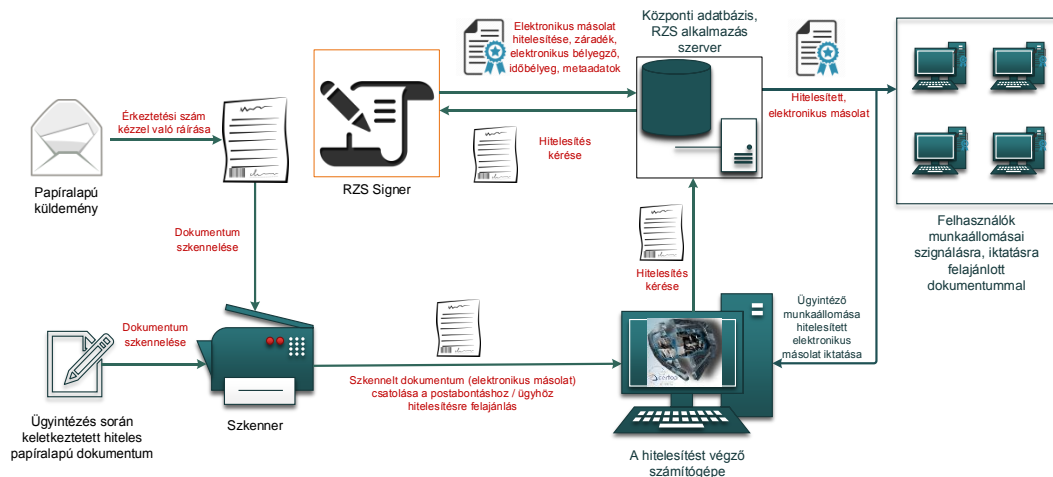 Elektronikus másolat
hitelesítése, záradék,
elektronikus bélyegző,
időbélyeg, metaadatok
Központi adatbázis,
RZS alkalmazás
szerver
Érkeztetési szám
kézzel való ráírása
Hitelesítés
kérése
Hitelesített,
elektronikus másolat
Papíralapú
küldemény
RZS Signer
Felhasználók
munkaállomásai
szignálásra, iktatásra
felajánlott
dokumentummal
Dokumentum
szkennelése
Hitelesítés
kérése
Ügyintéző
munkaállomása
hitelesített
elektronikus
másolat iktatása
Dokumentum
szkennelése
Szkennelt dokumentum (elektronikus másolat)
csatolása a postabontáshoz / ügyhöz
hitelesítésre felajánlás
Ügyintézés során
keletkeztetett hiteles
papíralapú dokumentum
Szkenner
A hitelesítést végző
számítógépe